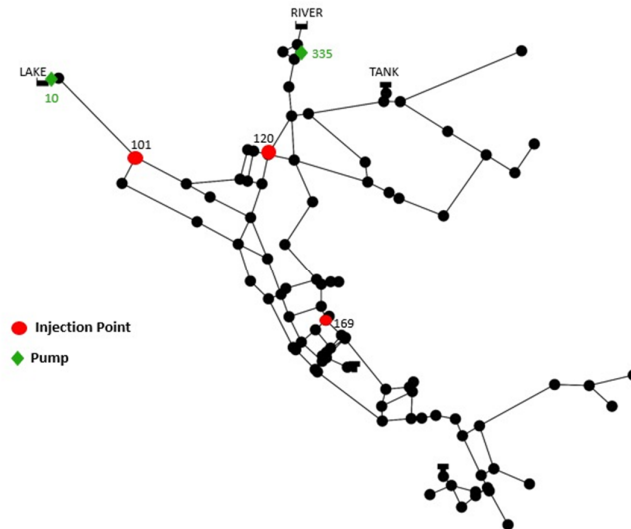 RIVER
335
LAKE
TANK
10
101
120
169
Injection Point
Pump